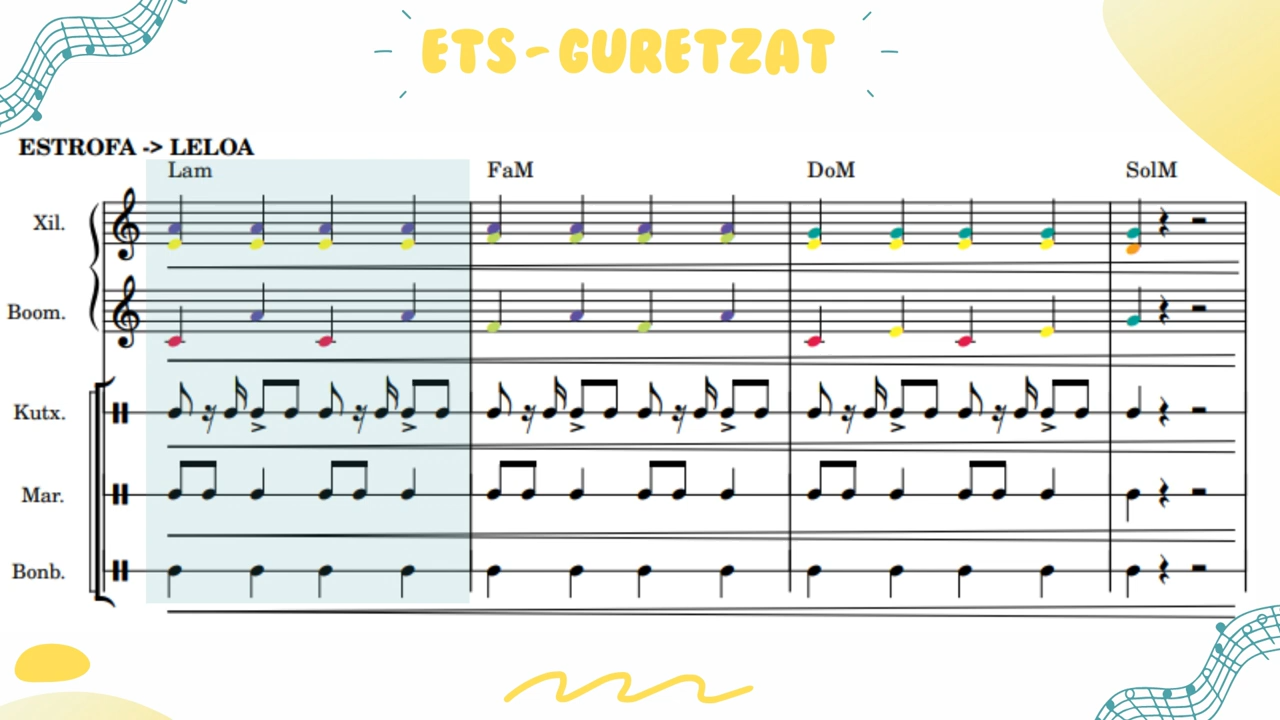 ETS-GURETZAT
ESTROFA -> LELOA
Lam FaM DoM SolM
Xil.
Boom.
Kutx.
Mar.
Bonb.